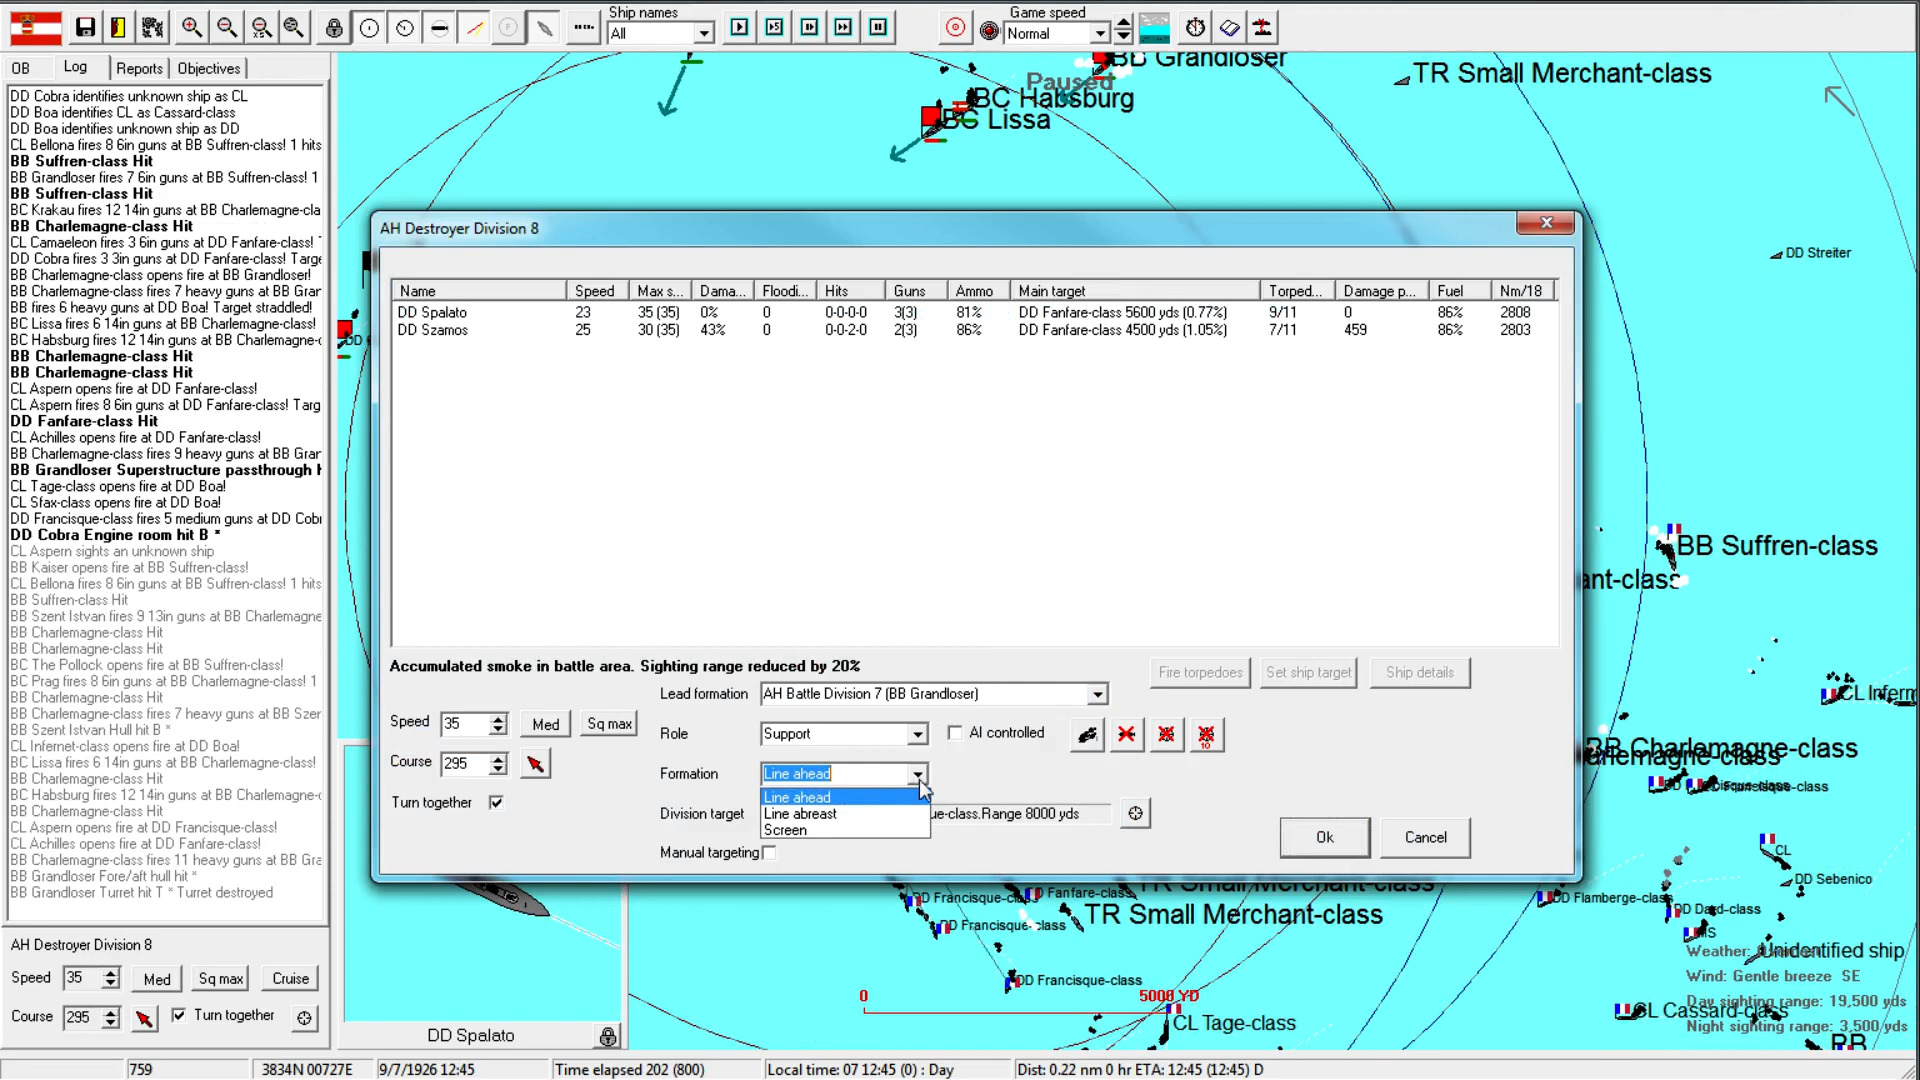 Ship names
All
Game speed
Normal
OB
Log
Reports
Objectives
DD Cobra identifies unknown ship as CL
DD Boa identifies CL as Cassard-class
DD Boa identifies unknown ship as DD
CL Bellona fires 8 6in guns at BB Suffren-class! 1 hits
BB Suffren-class Hit
BB Grandloser fires 7 6in guns at BB Suffren-class! 1
BB Suffren-class Hit
BC Krakau fires 12 14in guns at BB Charlemagne-cla
BB Charlemagne-class Hit
CL Camaeleon fires 3 6in guns at DD Fanfare-class!
DD Cobra fires 3 3in guns at DD Fanfare-class! Targe
BB Charlemagne-class opens fire at BB Grandloser!
BB Charlemagne-class fires 7 heavy guns at BB Gran
BB fires 6 heavy guns at DD Boa! Target straddled!
BC Lissa fires 6 14in guns at BB Charlemagne-class!
BC Habsburg fires 12 14in guns at BB Charlemagne-c
BB Charlemagne-class Hit
BB Charlemagne-class Hit
CL Aspern opens fire at DD Fanfare-class!
CL Aspern fires 8 6in guns at DD Fanfare-class! Targ
DD Fanfare-class Hit
CL Achilles opens fire at DD Fanfare-class!
BB Charlemagne-class fires 9 heavy guns at BB Gran
BB Grandloser Superstructure passthrough
CL Tage-class opens fire at DD Boa!
CL Sfax-class opens fire at DD Boa!
DD Francisque-class fires 5 medium guns at DD Cobr
DD Cobra Engine room hit B *
CL Aspern sights an unknown ship
BB Kaiser opens fire at BB Suffren-class!
CL Bellona fires 8 6in guns at BB Suffren-class! 1 hits
BB Suffren-class Hit
BB Szent Istvan fires 9 13in guns at BB Charlemagne
BB Charlemagne-class Hit
BB Charlemagne-class Hit
BC The Pollock opens fire at BB Suffren-class!
BC Prag fires 8 6in guns at BB Charlemagne-class! 1
BB Charlemagne-class Hit
BB Charlemagne-class fires 7 heavy guns at BB Szer
BB Szent Istvan Hull hit B *
CL Infernet-class opens fire at DD Boa!
BC Lissa fires 6 14in guns at BB Charlemagne-class!
BB Charlemagne-class Hit
BC Habsburg fires 12 14in guns at BB Charlemagne-c
BB Charlemagne-class Hit
CL Aspern opens fire at DD Francisque-class!
CL Achilles opens fire at DD Fanfare-class!
BB Charlemagne-class fires 11 heavy guns at BB Gra
BB Grandloser Fore/aft hull hit *
BB Grandloser Turret hit T * Turret destroyed
AH Destroyer Division 8
Speed 35 Med Sq max Cruise
Course 295 Turn together
BB Grandloser
Paused
BC Habsburg
BC Lissa
TR Small Merchant-class
DD Streiter
AH Destroyer Division 8
Name Speed Max s... Dama... Floodi... Hits Guns Ammo Main target Torped... Damage p... Fuel Nm/18
DD Spalato 23 35 (35) 0% 0 0-0-0-0 3(3) 81% DD Fanfare-class 5600 yds (0.77%) 9/11 0 86% 2808
DD Szamos 25 30 (35) 43% 0 0-0-2-0 2(3) 86% DD Fanfare-class 4500 yds (1.05%) 7/11 459 86% 2803
Accumulated smoke in battle area. Sighting range reduced by 20%
Fire torpedoes Set ship target Ship details
Lead formation AH Battle Division 7 (BB Grandloser)
Speed 35 Med Sq max
Role Support AI controlled
10
Course 295
Formation Line ahead
Line ahead
Line abreast
Screen
Turn together
Division target ue-class.Range 8000 yds
Manual targeting
Ok Cancel
BB Suffren-class
ant-class
CL Infern
BB Charlemagne-class
arlemagne-class
cisque-class
CL
DD Sebenico
DD Flamberge-class
DD Dard-class
MS
Unidentified ship
TR Small Merchant-class
D Francisque-c
Fanfare-class
TR Small Merchant-class
DD Francisque-class
DD Francisque-class
0 5000 YD
CL Tage-class
Weather:
Wind: Gentle breeze SE
Day sighting range: 19,500 yds
CL Cassard-class
Night sighting range: 3,500 yds
BB
DD Spalato
759
3834N 00727E
9/7/1926 12:45
Time elapsed 202 (800)
Local time: 07 12:45 (0) : Day
Dist: 0.22 nm 0 hr ETA: 12:45 (12:45) D